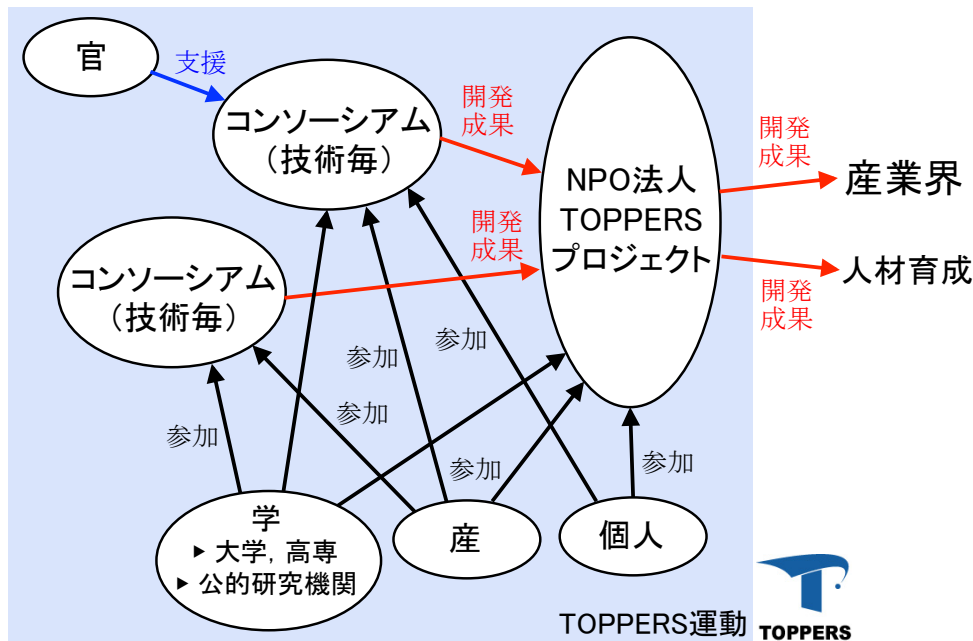 官
支援
コンソーシアム
(技術毎)
開発
成果
NPO法人
TOPPERS
プロジェクト
開発
成果
産業界
コンソーシアム
(技術毎)
開発
成果
開発
成果
人材育成
参加
参加
参加
参加
参加
参加
学
▶ 大学, 高専
▶ 公的研究機関
産
個人
TOPPERS運動
TOPPERS